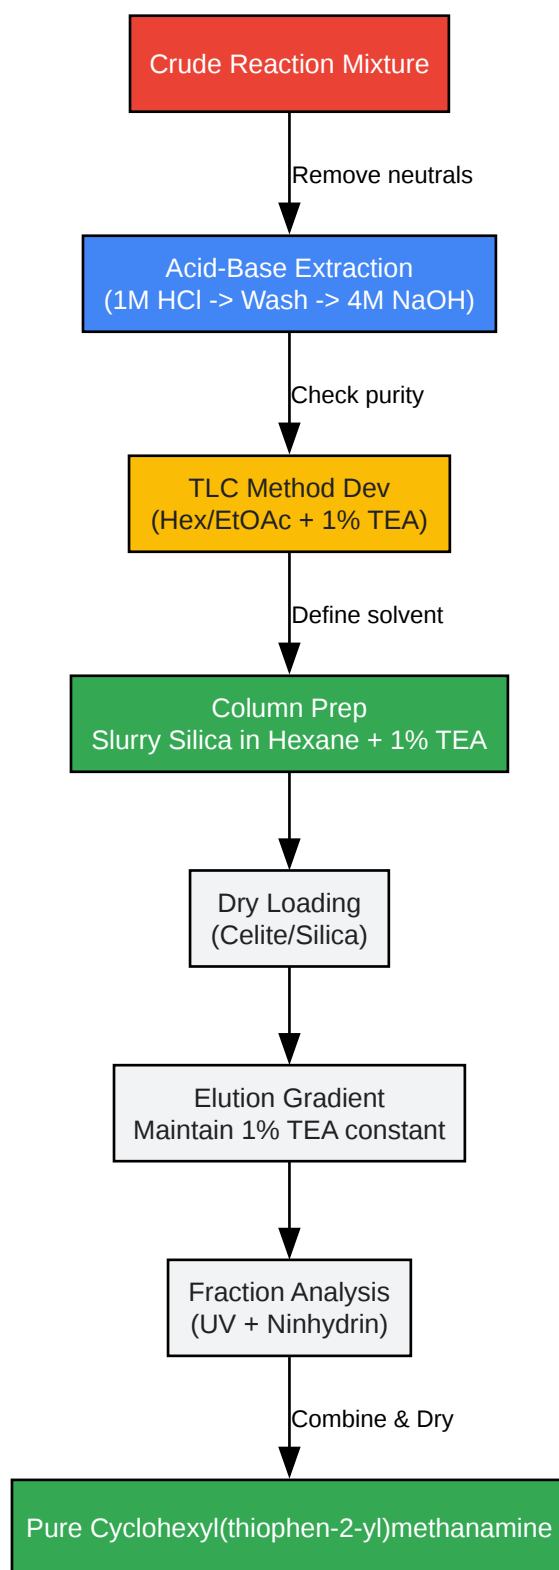 Crude Reaction Mixture
Remove neutrals
Acid-Base Extraction
(1M HCl -> Wash -> 4M NaOH)
Check purity
TLC Method Dev
(Hex/EtOAc + 1% TEA)
Define solvent
Column Prep
Slurry Silica in Hexane + 1% TEA
Dry Loading
(Celite/Silica)
Elution Gradient
Maintain 1% TEA constant
Fraction Analysis
(UV + Ninhydrin)
Combine & Dry
Pure Cyclohexyl(thiophen-2-yl)methanamine